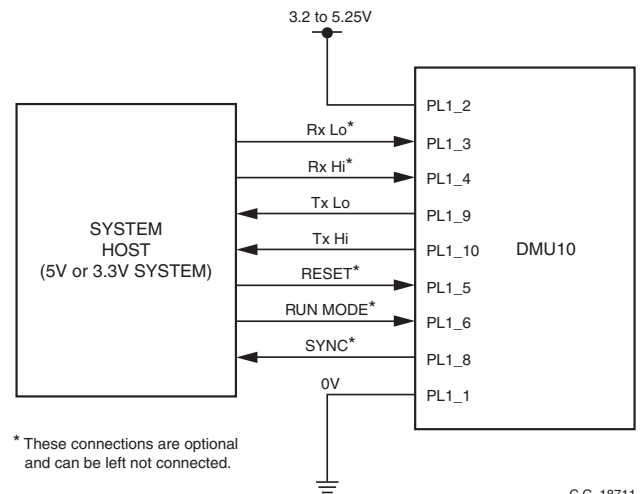 3.2 to 5.25V
PL1_2
Rx Lo*
PL1_3
Rx Hi*
PL1_4
Tx Lo
PL1_9
Tx Hi
PL1_10
DMU10
SYSTEM
HOST
(5V or 3.3V SYSTEM)
RESET*
PL1_5
RUN MODE*
PL1_6
SYNC*
PL1_8
0V
PL1_1
* These connections are optional
and can be left not connected.
C.G. 18711